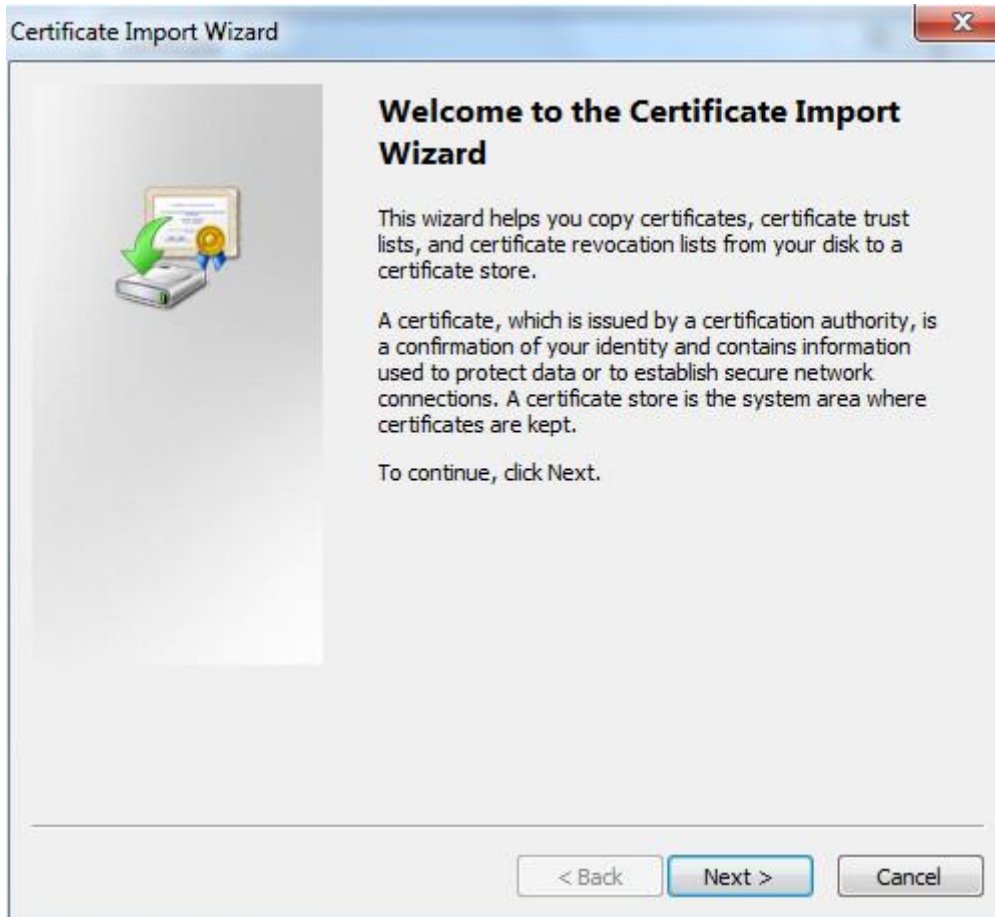 Certificate Import Wizard
Welcome to the Certificate Import
Wizard
This wizard helps you copy certificates, certificate trust
lists, and certificate revocation lists from your disk to a
certificate store.
A certificate, which is issued by a certification authority, is
a confirmation of your identity and contains information
used to protect data or to establish secure network
connections. A certificate store is the system area where
certificates are kept.
To continue, click Next.
< Back
Next >
Cancel